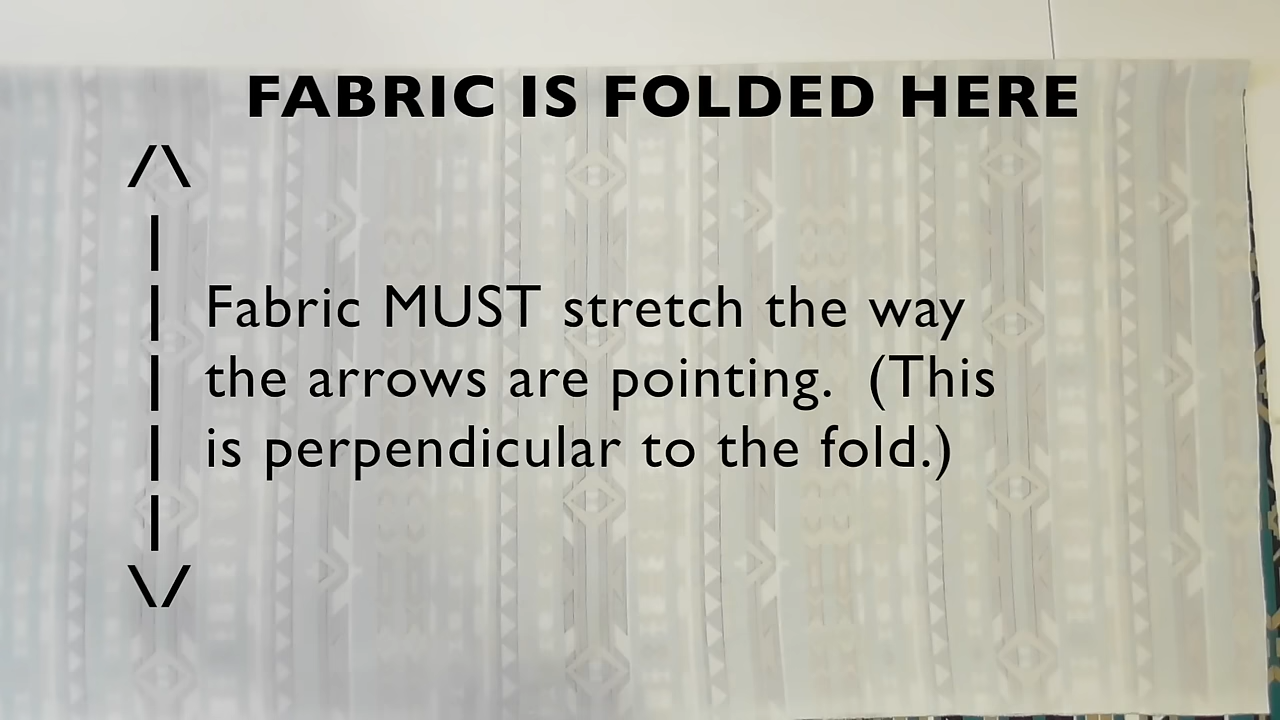 FABRIC IS FOLDED HERE
/\
|
|
|
|
|
\/
Fabric MUST stretch the way
the arrows are pointing.  (This
is perpendicular to the fold.)